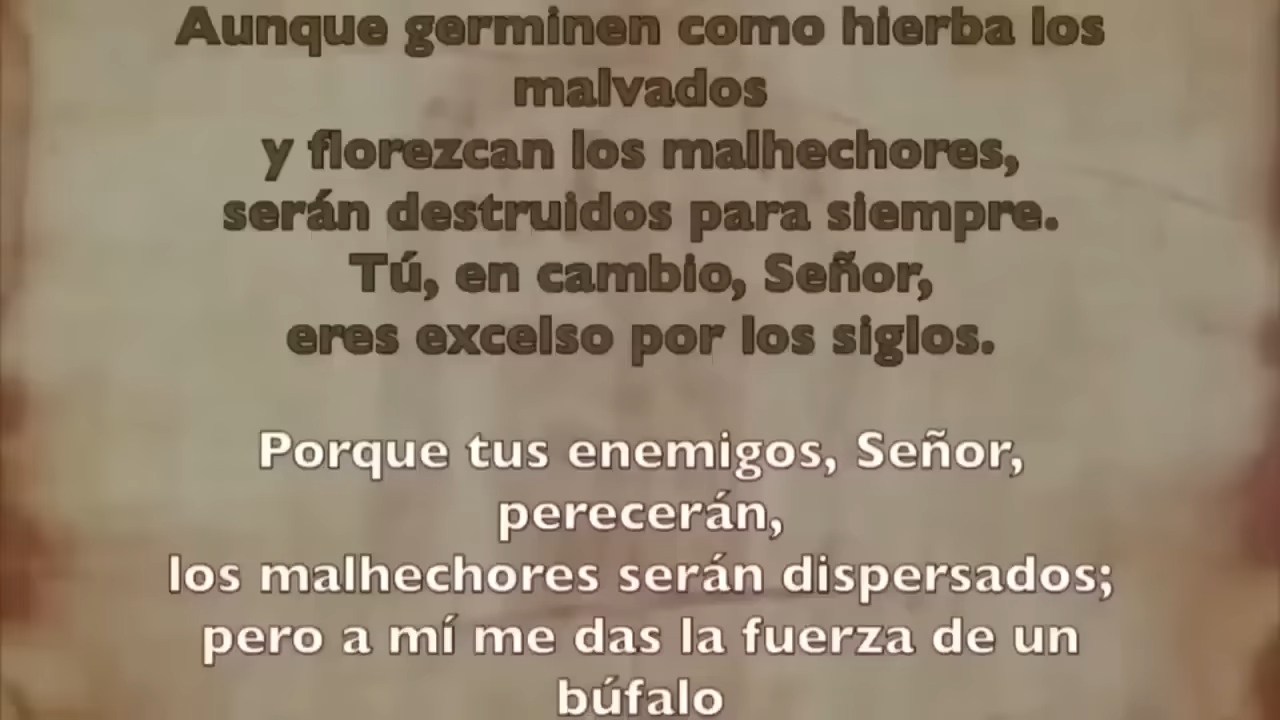 Aunque germinen como hierba los
malvados
y florezcan los malhechores,
serán destruidos para siempre.
Tú, en cambio, Señor,
eres excelso por los siglos.
Porque tus enemigos, Señor,
perecerán,
los malhechores serán dispersados;
pero a mí me das la fuerza de un
búfalo